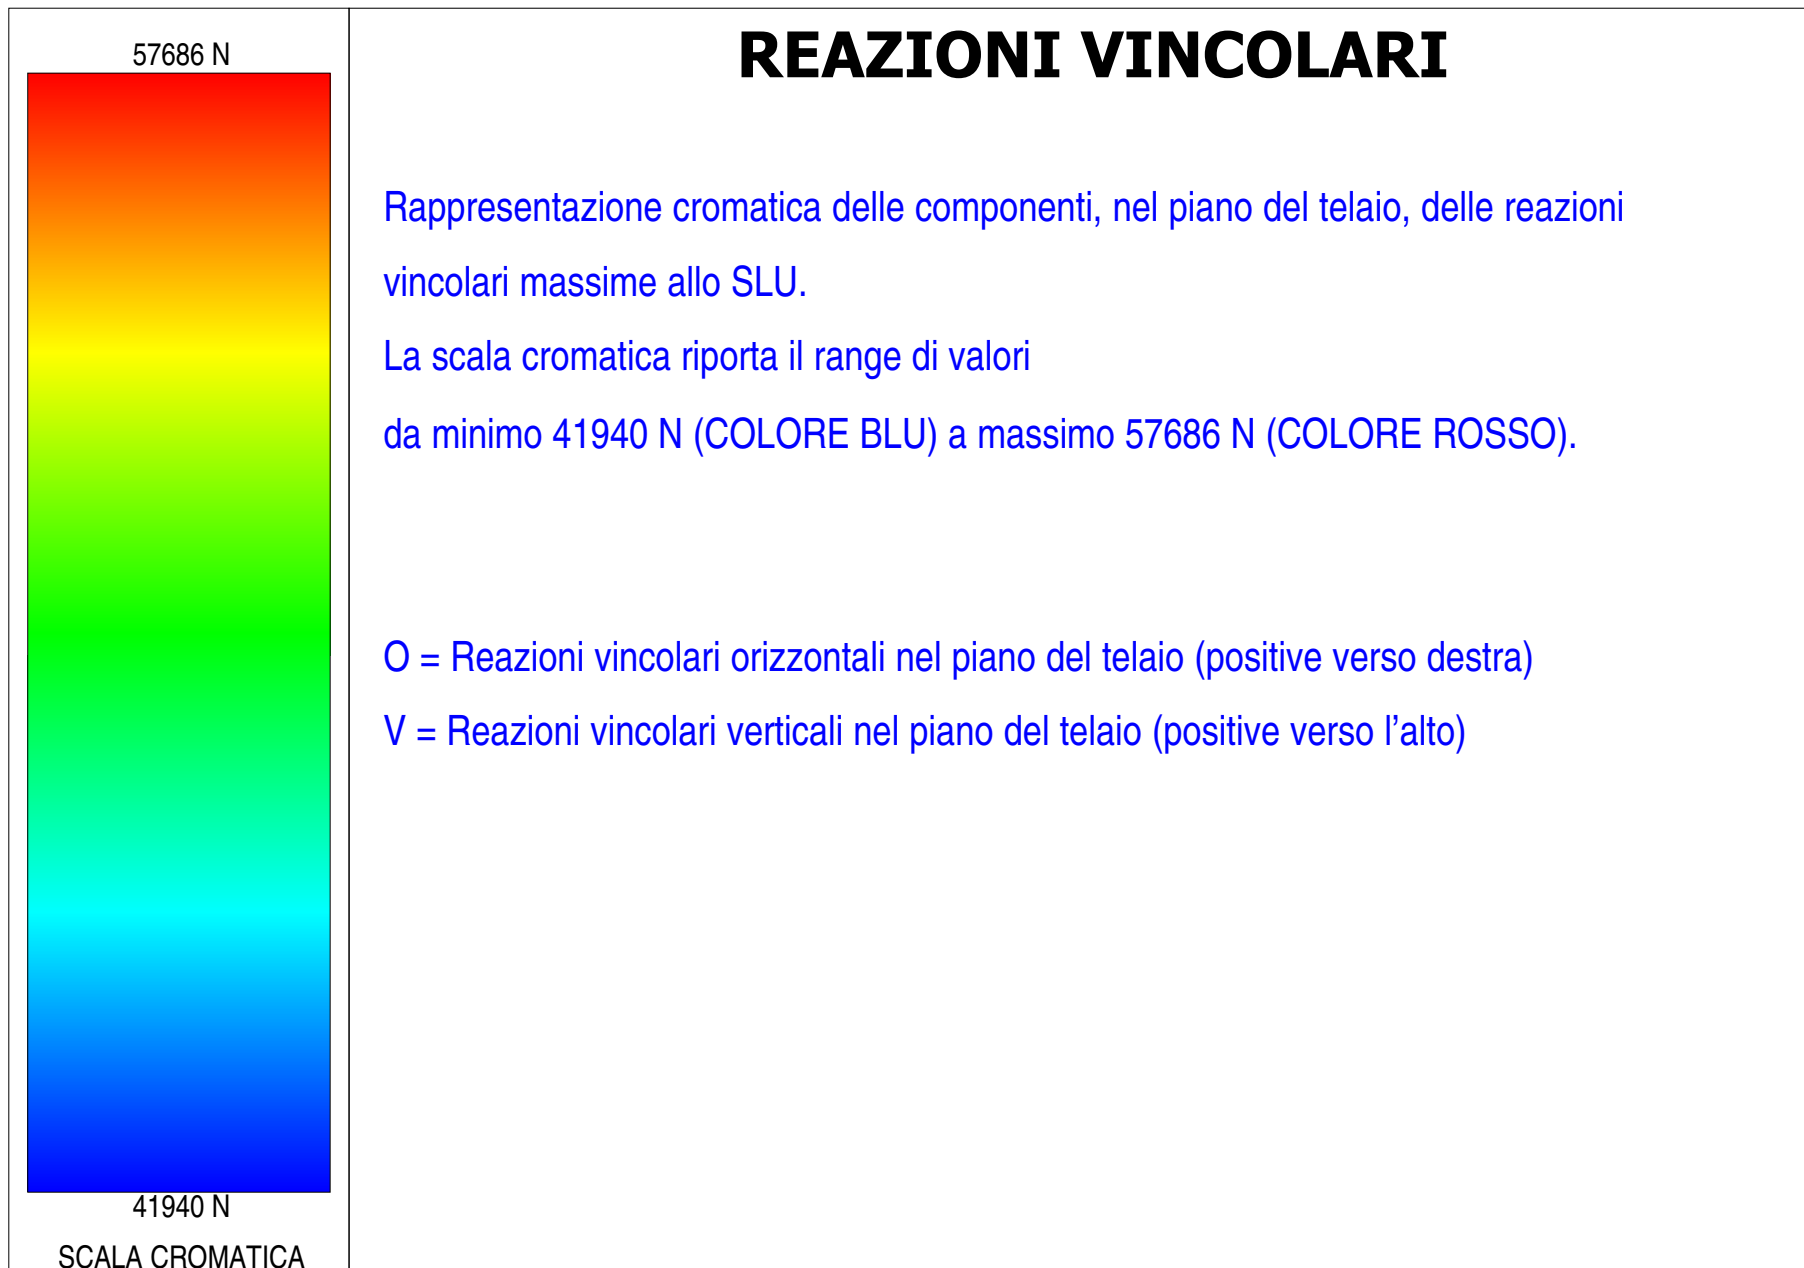 57686 N
41940 N
SCALA CROMATICA
REAZIONI VINCOLARI
Rappresentazione cromatica delle componenti, nel piano del telaio, delle reazioni
vincolari massime allo SLU.
La scala cromatica riporta il range di valori
da minimo 41940 N (COLORE BLU) a massimo 57686 N (COLORE ROSSO).
O = Reazioni vincolari orizzontali nel piano del telaio (positive verso destra)
V = Reazioni vincolari verticali nel piano del telaio (positive verso l'alto)